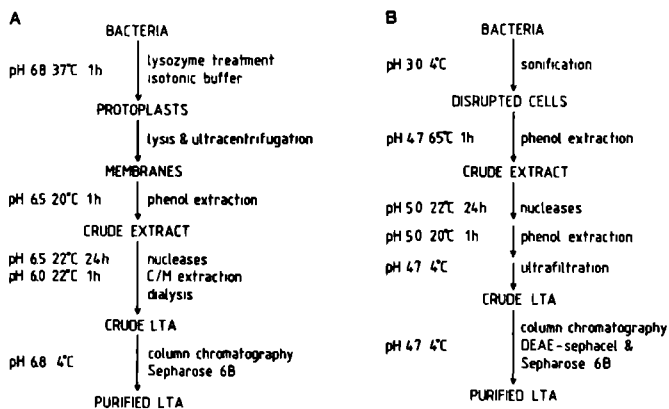 A
BACTERIA
pH 6.8 37°C 1h
lysozyme treatment
isotonic buffer
PROTOPLASTS
lysis & ultracentrifugation
MEMBRANES
pH 6.5 20°C 1h
phenol extraction
CRUDE EXTRACT
pH 6.5 22°C 24h
nucleases
pH 6.0 22°C 1h
C/M extraction
dialysis
CRUDE LTA
pH 6.8 4°C
column chromatography
Sepharose 6B
PURIFIED LTA
B
BACTERIA
pH 3.0 4°C
sonification
DISRUPTED CELLS
pH 4.7 65°C 1h
phenol extraction
CRUDE EXTRACT
pH 5.0 22°C 24h
nucleases
pH 5.0 20°C 1h
phenol extraction
pH 4.7 4°C
ultrafiltration
CRUDE LTA
pH 4.7 4°C
column chromatography
DEAE-sephacel &
Sepharose 6B
PURIFIED LTA